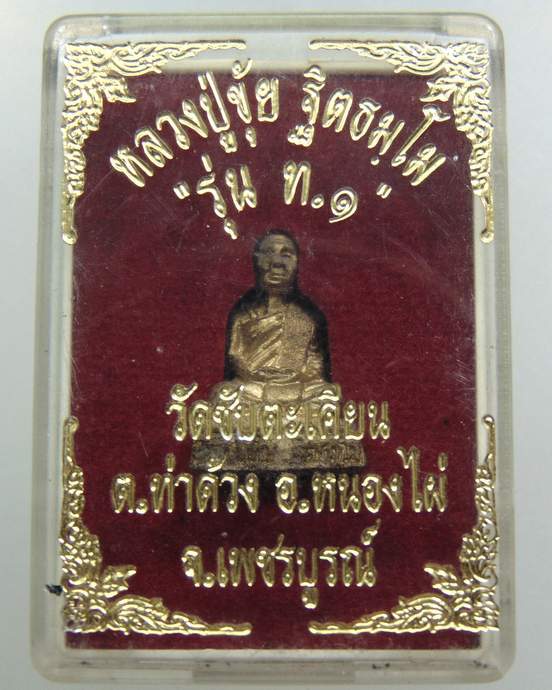 หลวงปู่ขุ้ย ฐิตธมฺโม
"รุ่น ท.๑"
วัดซับตะเคียน
ต.ท่าด้วง อ.หนองไผ่
จ.เพชรบูรณ์